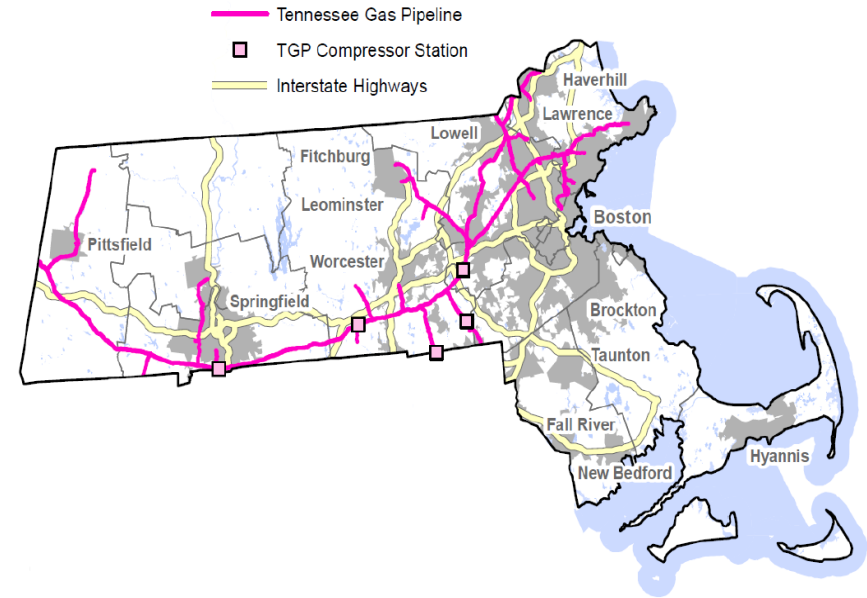 Tennessee Gas Pipeline
TGP Compressor Station
Interstate Highways
Haverhill
Lawrence
Lowell
Fitchburg
Leominster
Boston
Pittsfield
Worcester
Springfield
Brockton
Taunton
Fall River
Hyannis
New Bedford